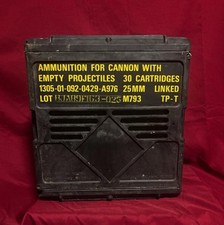 AMMUNITION FOR CANNON WITH
EMPTY PROJECTILES 30 CARTRIDGES
1305-01-092-0429-A976 25MM LINKED
LOT M793 TP-T